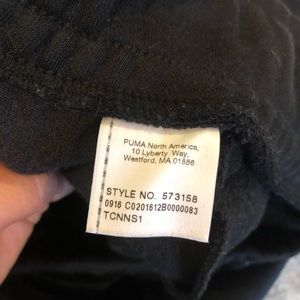 PUMA North America,
10 Lyberty Way,
Westford, MA 01886
STYLE NO. 573158
0916 C0201612B0000083
TCNNS1